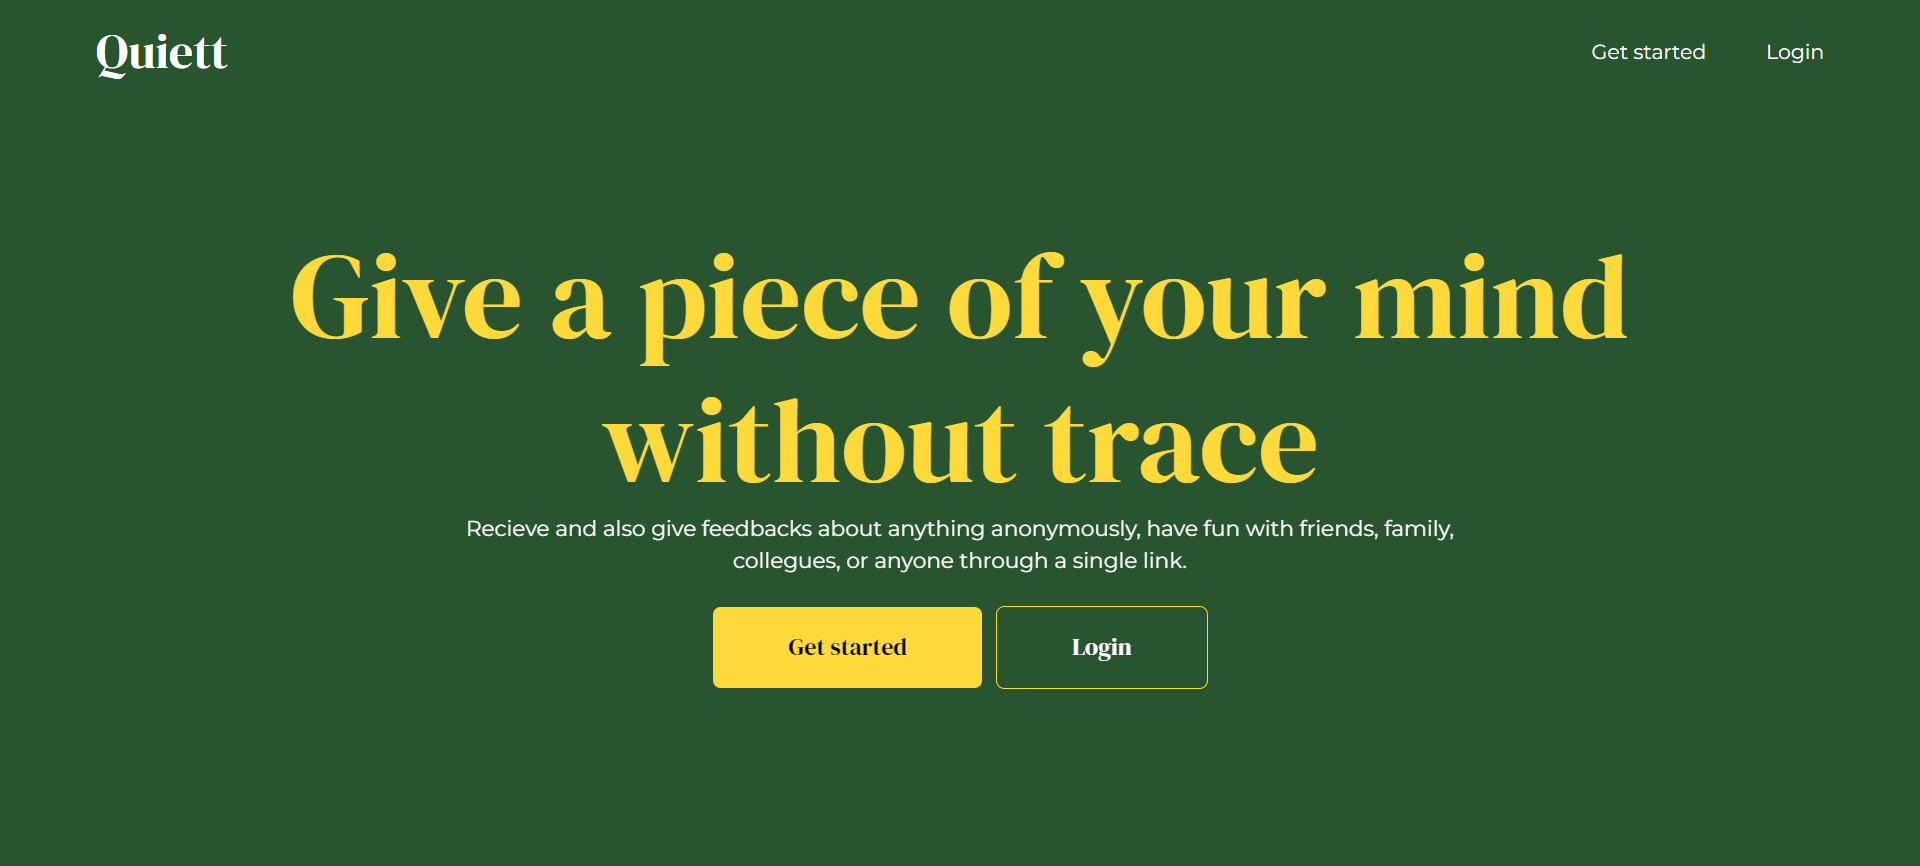 Quiett
Get started
Login
Give a piece of your mind
without trace
Recieve and also give feedbacks about anything anonymously, have fun with friends, family,
collegues, or anyone through a single link.
Get started
Login